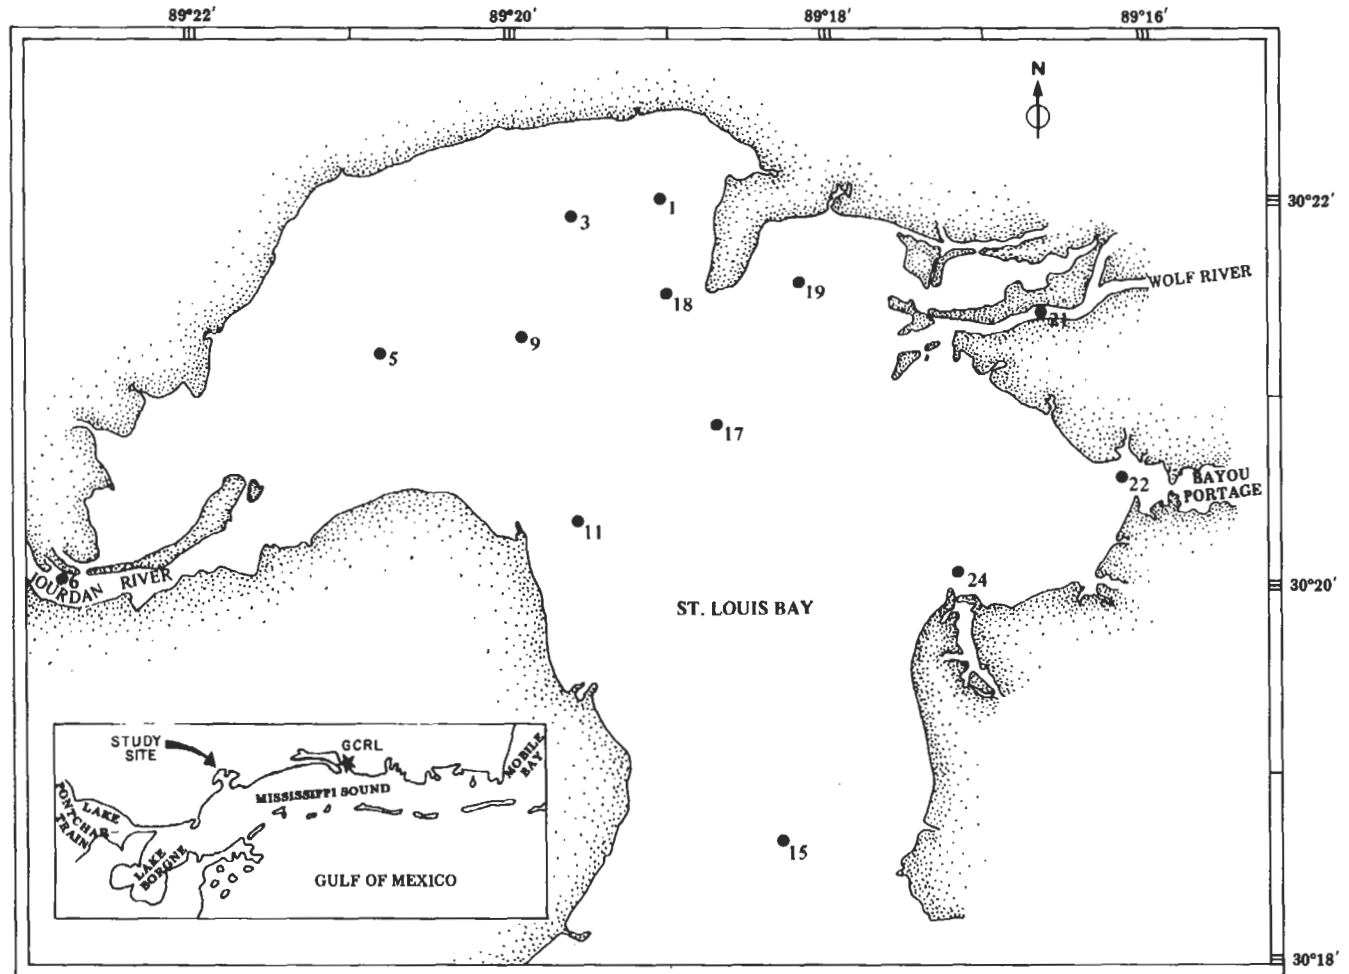 89°22′ 89°20′ 89°18′ 89°16′
N
30°22′
1
3
WOLF RIVER
19
18
21
9
5
17
22
BAYOU
PORTAGE
11
24
6
JOURDAN RIVER
30°20′
ST. LOUIS BAY
STUDY
SITE
GCRL
MOBILE
BAY
MISSISSIPPI SOUND
LAKE
PONTCHAR-
TRAIN
LAKE
BORGNE
GULF OF MEXICO
15
30°18′